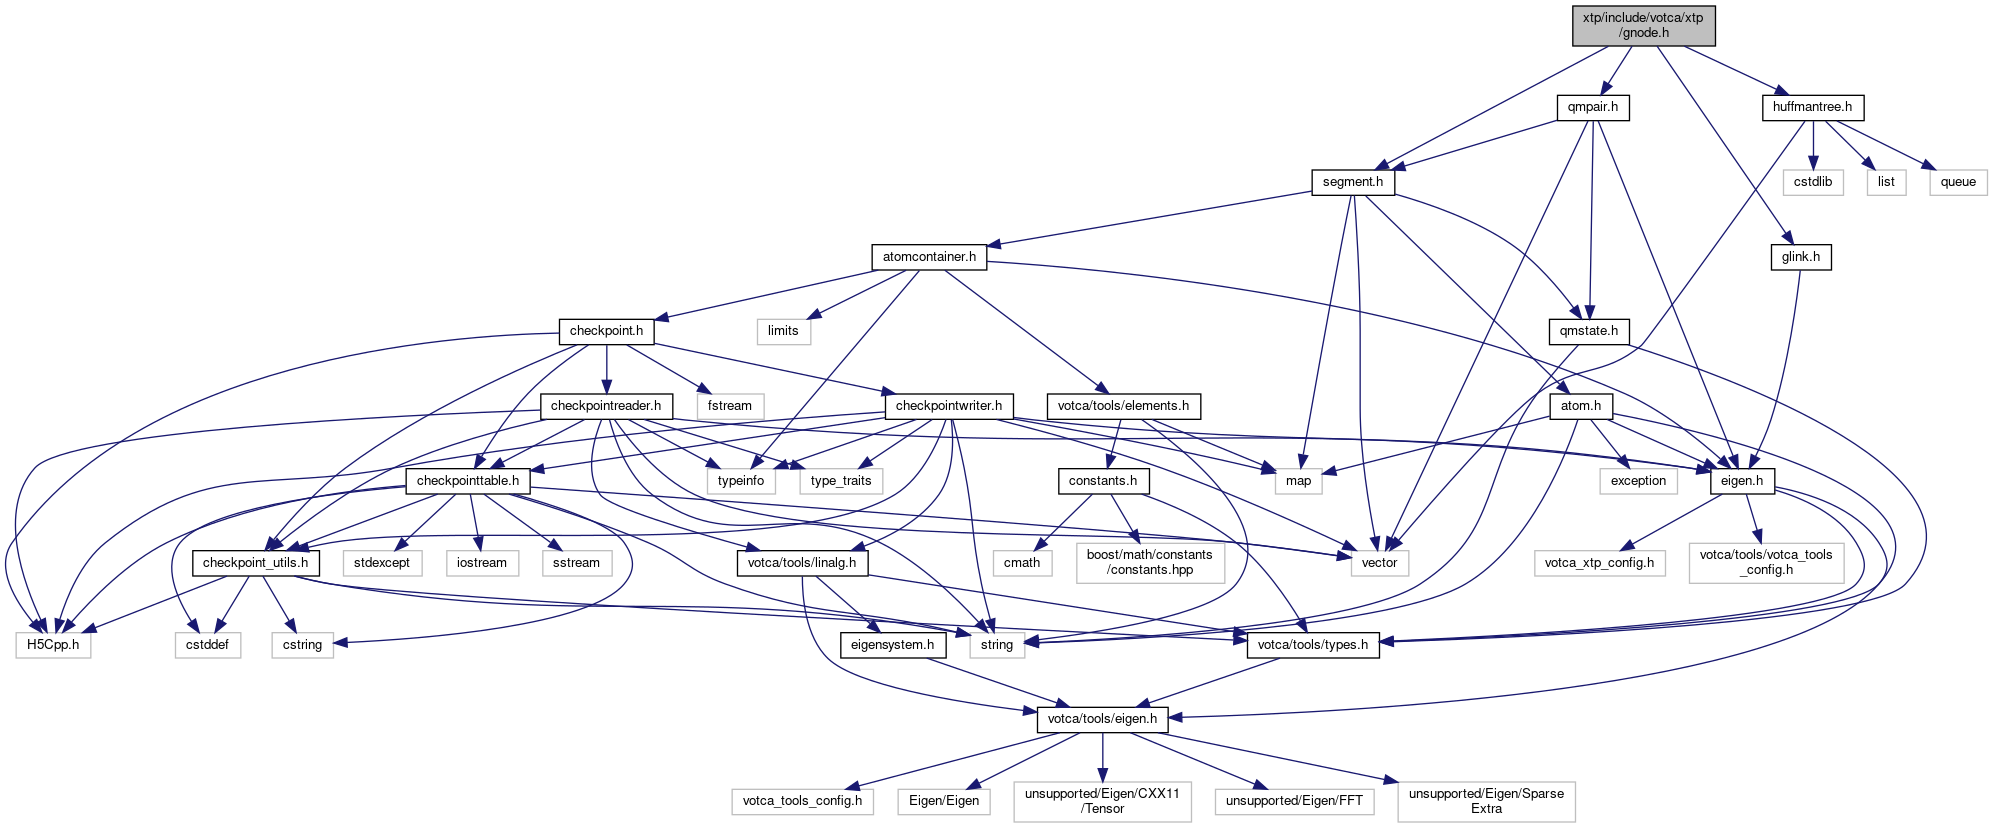 xtp/include/votca/xtp
/gnode.h
qmpair.h
huffmantree.h
segment.h
cstdlib
list
queue
atomcontainer.h
glink.h
checkpoint.h
limits
qmstate.h
checkpointreader.h
fstream
checkpointwriter.h
votca/tools/elements.h
atom.h
checkpointtable.h
typeinfo
type_traits
constants.h
map
exception
eigen.h
checkpoint_utils.h
stdexcept
iostream
sstream
votca/tools/linalg.h
cmath
boost/math/constants
/constants.hpp
vector
votca_xtp_config.h
votca/tools/votca_tools
_config.h
H5Cpp.h
cstddef
cstring
eigensystem.h
string
votca/tools/types.h
votca/tools/eigen.h
votca_tools_config.h
Eigen/Eigen
unsupported/Eigen/CXX11
/Tensor
unsupported/Eigen/FFT
unsupported/Eigen/Sparse
Extra